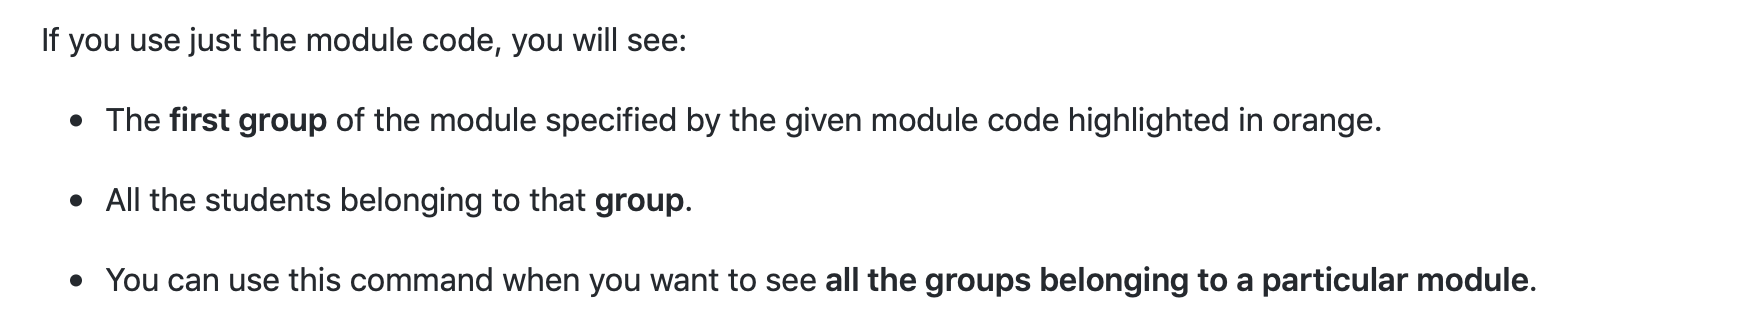 If you use just the module code, you will see:
• The first group of the module specified by the given module code highlighted in orange.
• All the students belonging to that group.
• You can use this command when you want to see all the groups belonging to a particular module.